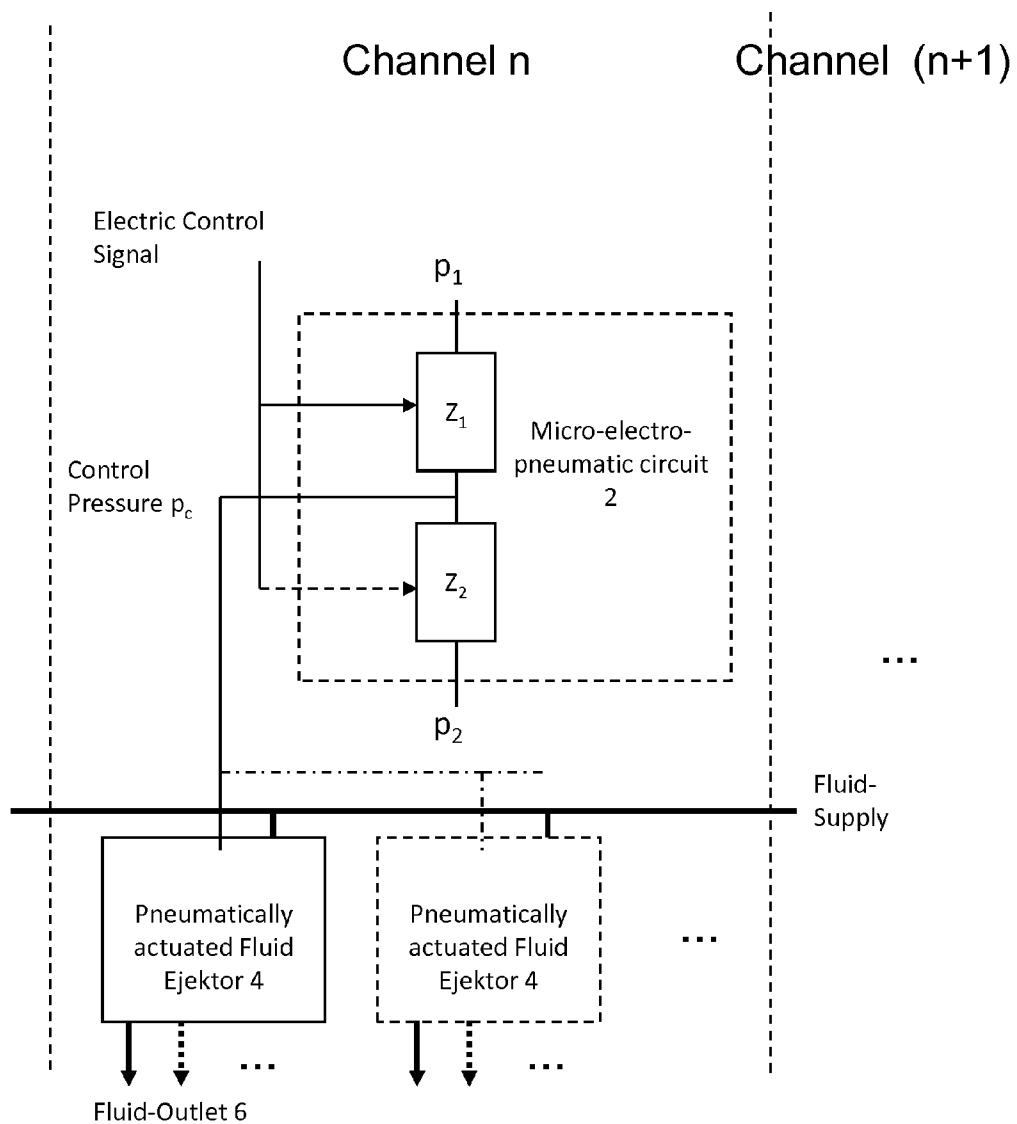 Channel n
Channel (n+1)
Electric Control
Signal
p₁
Z₁
Micro-electro-
pneumatic circuit
2
Control
Pressure p꜀
Z₂
...
p₂
Fluid-
Supply
Pneumatically
actuated Fluid
Ejektor 4
Pneumatically
actuated Fluid
Ejektor 4
...
...
...
Fluid-Outlet 6